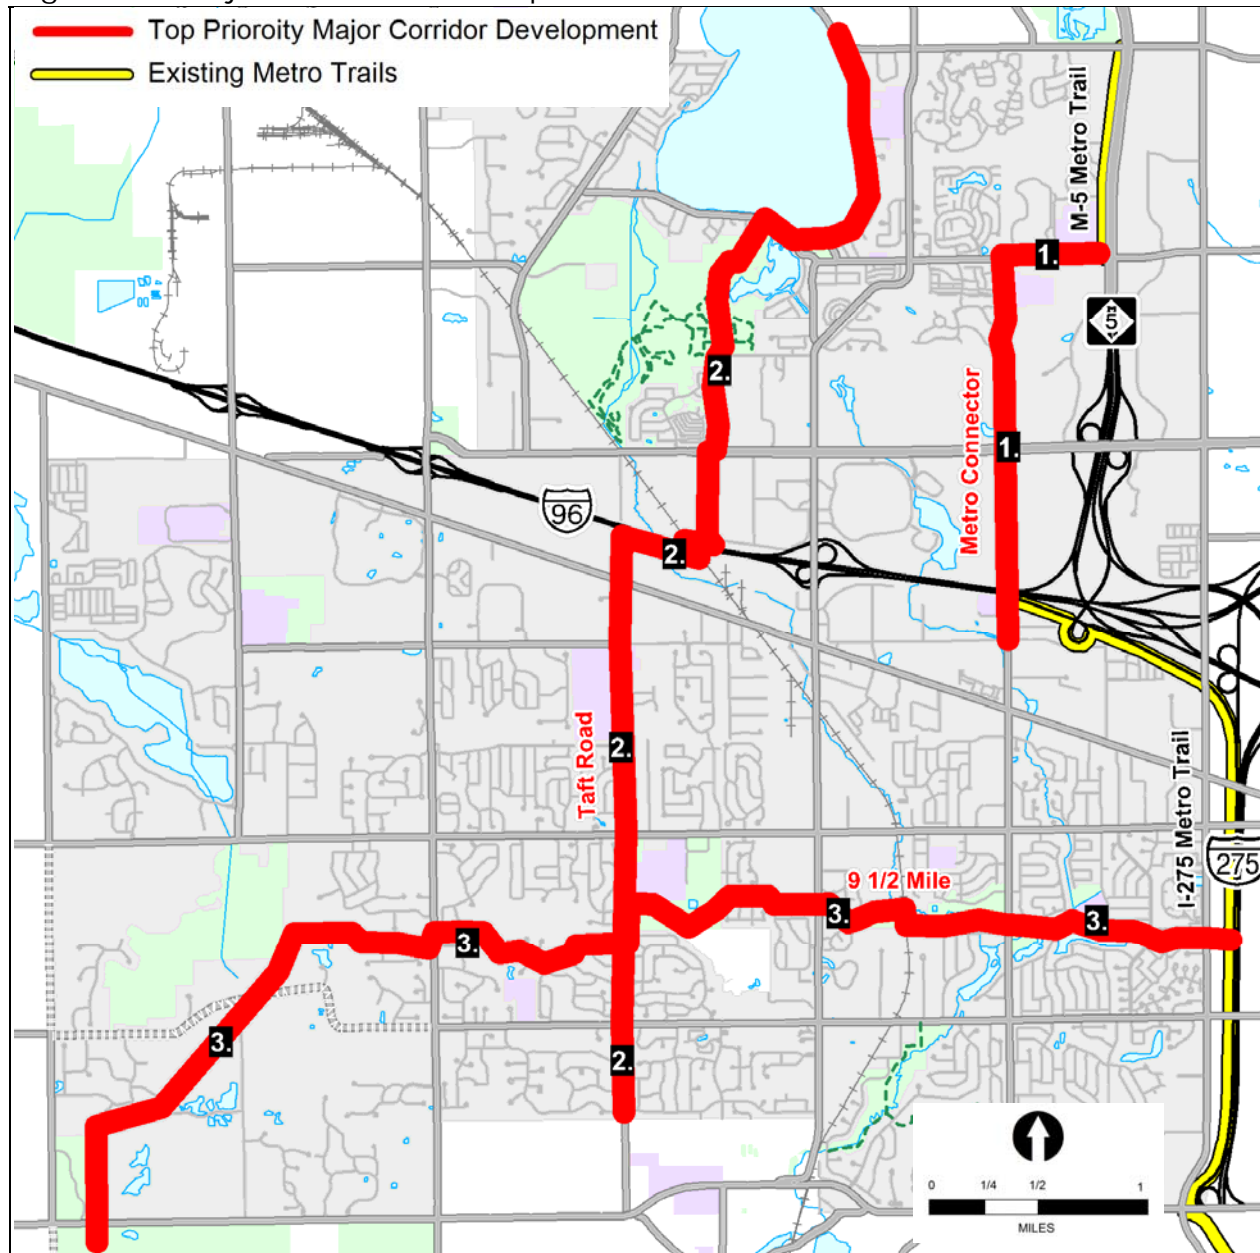 Top Prioroity Major Corridor Development
Existing Metro Trails
M-5 Metro Trail
1.
5
2.
Metro Connector
1.
96
2.
Taft Road
2.
I-275 Metro Trail
275
9 1/2 Mile
3.
3.
3.
3.
2.
0 1/4 1/2 1
MILES